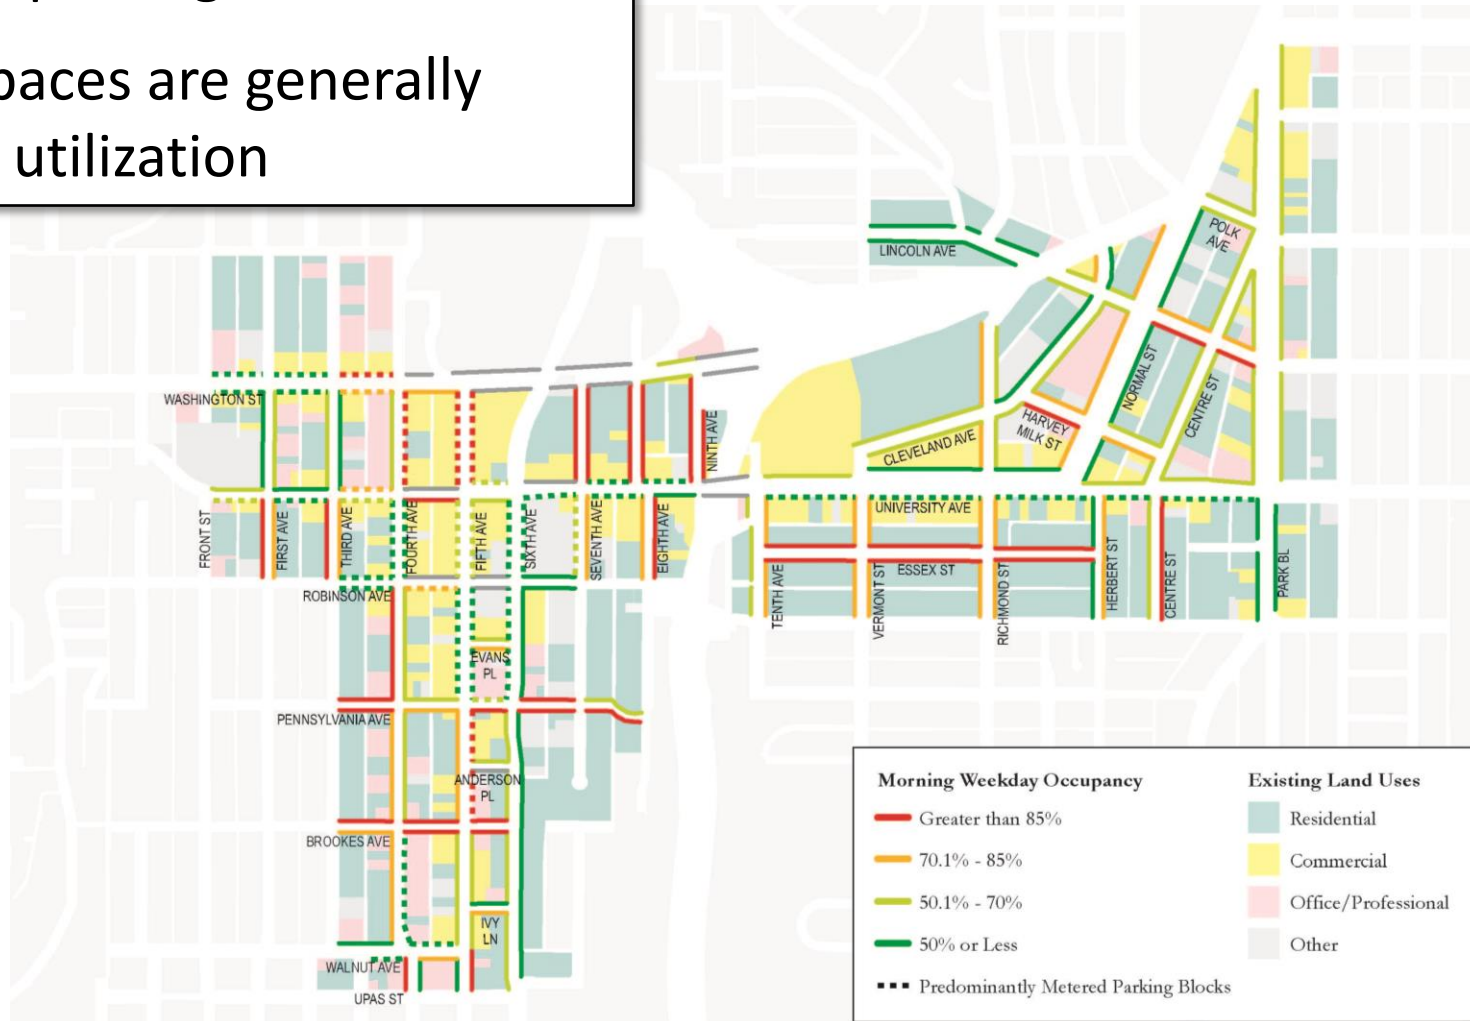 paces are generally
utilization
LINCOLN AVE
POLK
AVE
WASHINGTON ST
NINTH AVE
CLEVELAND AVE
HARVEY
MILK ST
NORMAL ST
CENTRE ST
FRONT ST
FIRST AVE
THIRD AVE
FOURTH AVE
FIFTH AVE
SIXTH AVE
SEVENTH AVE
EIGHTH AVE
UNIVERSITY AVE
ESSEX ST
TENTH AVE
VERMONT ST
RICHMOND ST
HERBERT ST
CENTRE ST
PARK BL
ROBINSON AVE
EVANS
PL
PENNSYLVANIA AVE
ANDERSON
PL
BROOKES AVE
IVY
LN
WALNUT AVE
UPAS ST
Morning Weekday Occupancy
Greater than 85%
70.1% - 85%
50.1% - 70%
50% or Less
Predominantly Metered Parking Blocks
Existing Land Uses
Residential
Commercial
Office/Professional
Other